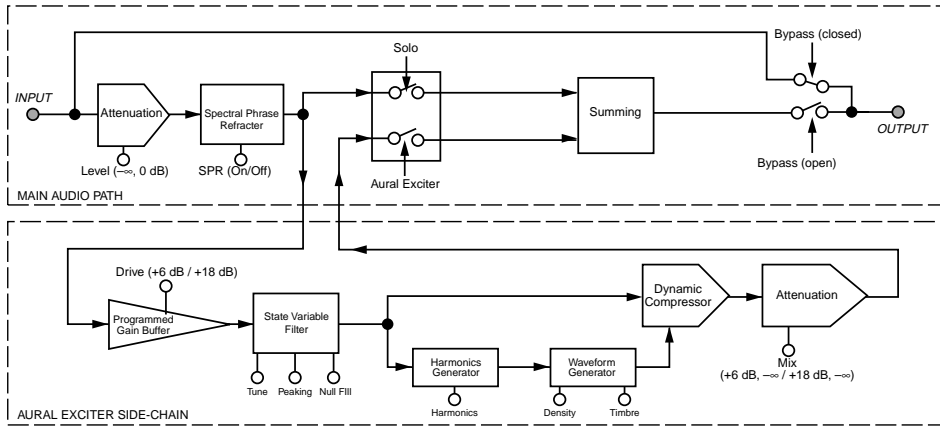 Bypass (closed)
Solo
INPUT
Attenuation
Spectral Phrase
Refracter
Summing
OUTPUT
Level (–∞, 0 dB)
SPR (On/Off)
Aural Exciter
Bypass (open)
MAIN AUDIO PATH
Drive (+6 dB / +18 dB)
Programmed
Gain Buffer
State Variable
Filter
Dynamic
Compressor
Attenuation
Tune
Peaking
Null FIll
Harmonics
Generator
Waveform
Generator
Mix
(+6 dB, –∞ / +18 dB, –∞)
Harmonics
Density
Timbre
AURAL EXCITER SIDE-CHAIN